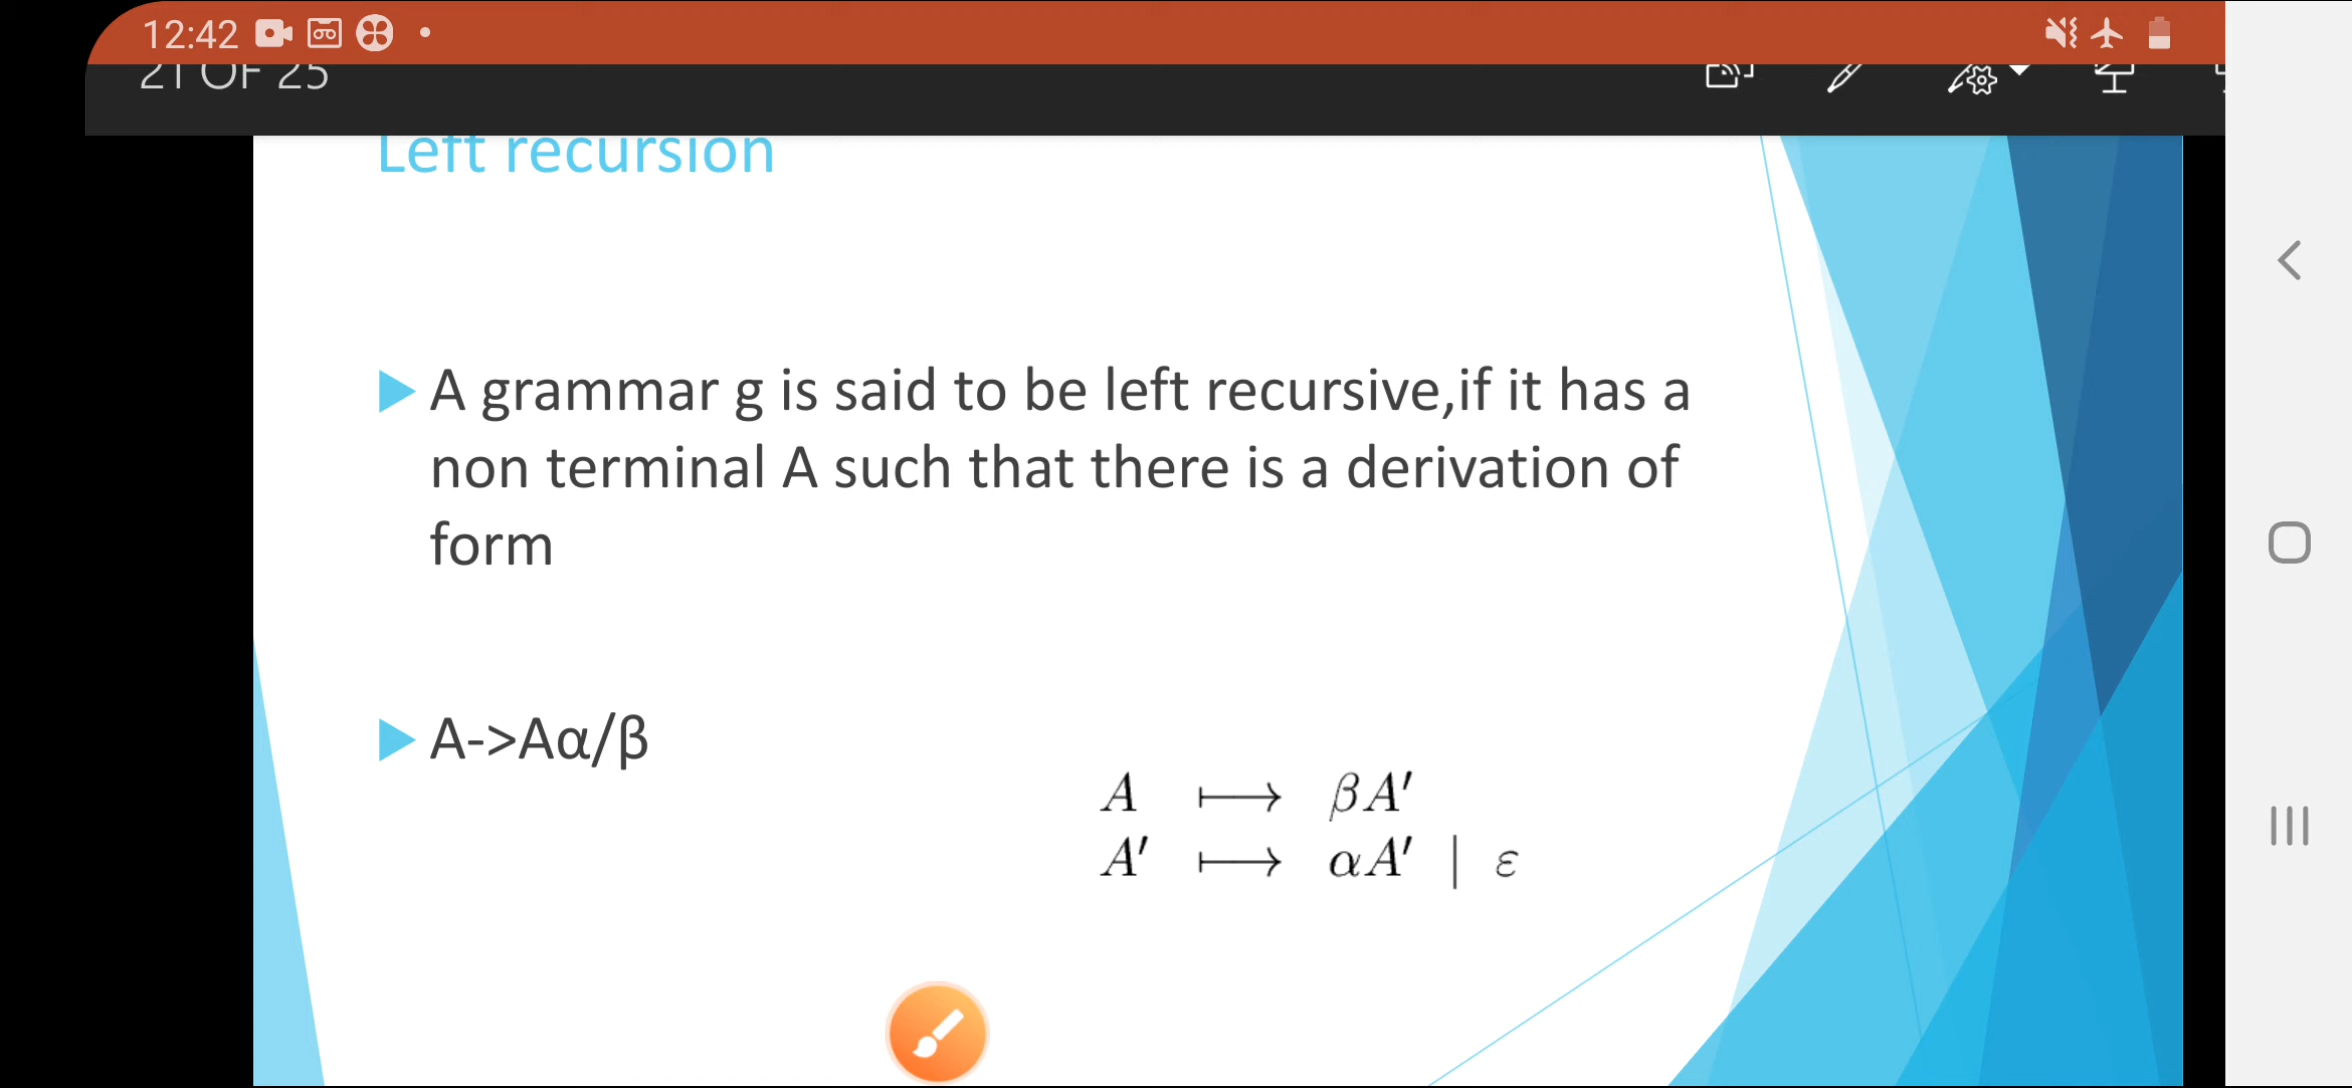 12:42
21 OF 25
Left recursion
A grammar g is said to be left recursive,if it has a
non terminal A such that there is a derivation of
form
A->Aα/β
A ⟼ βA′
A′ ⟼ αA′ | ε